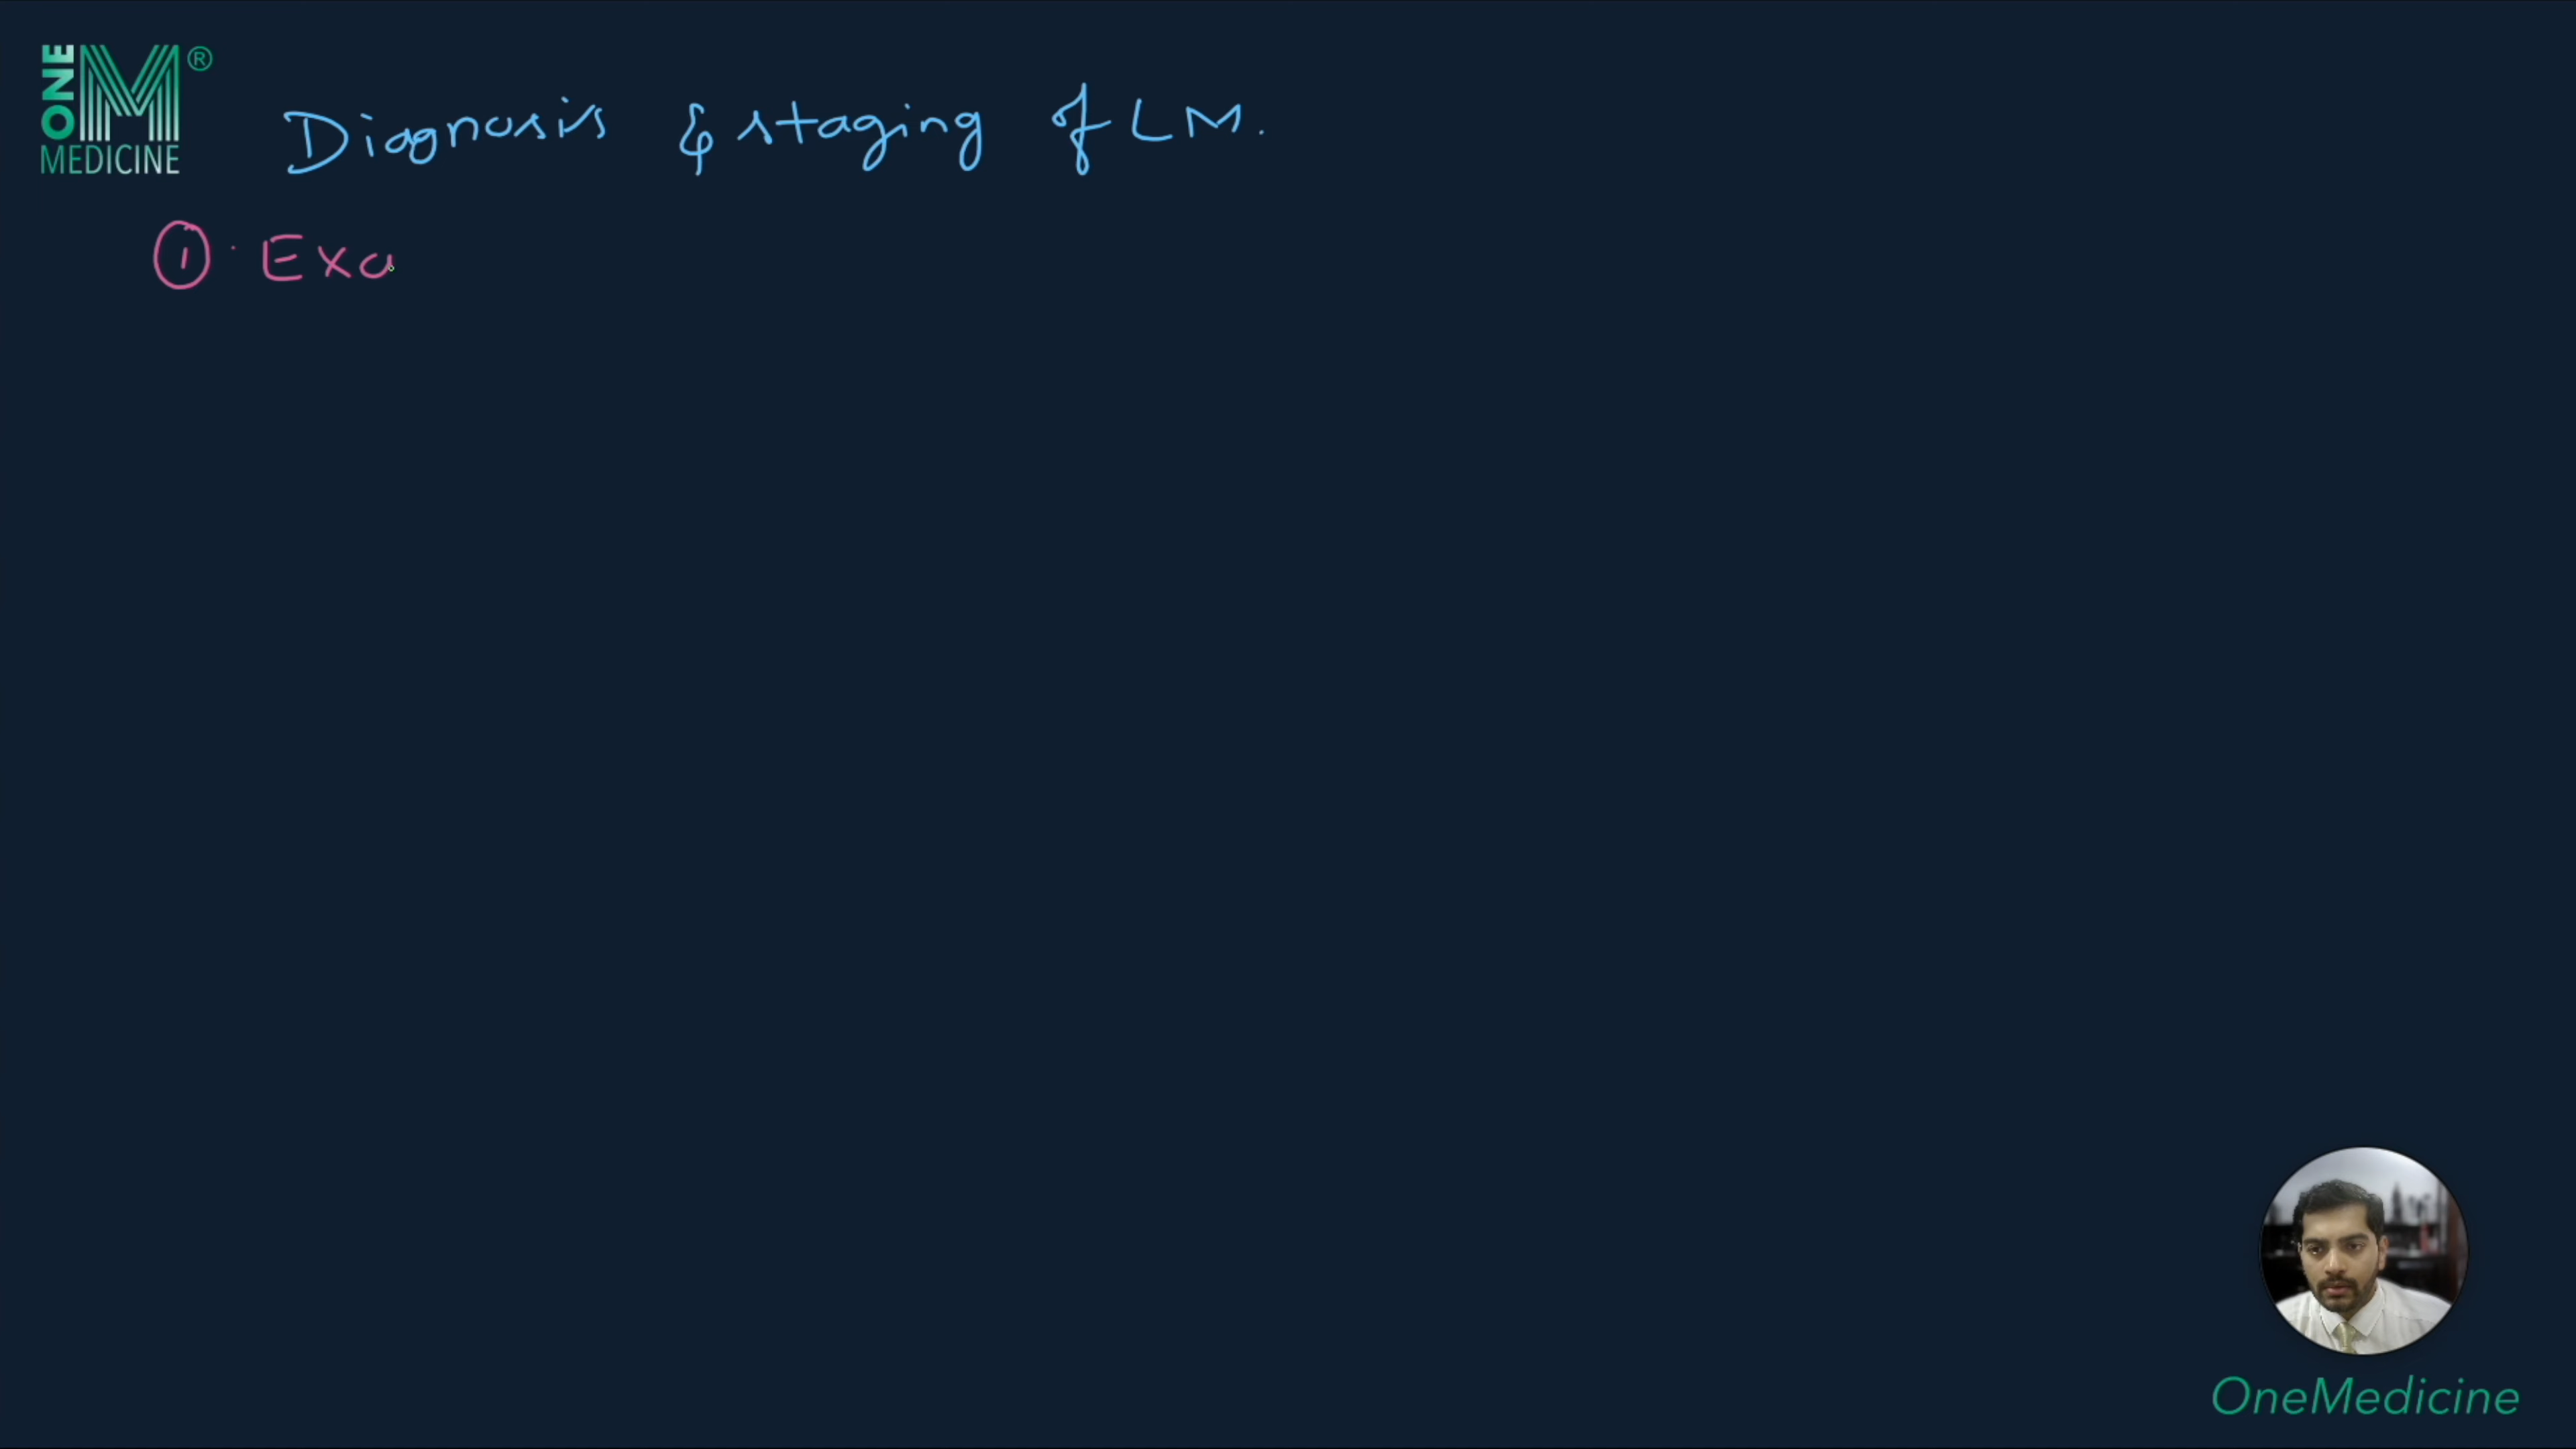 ONE M ®
MEDICINE
Diagnosis & staging of LM.
① Exa
OneMedicine